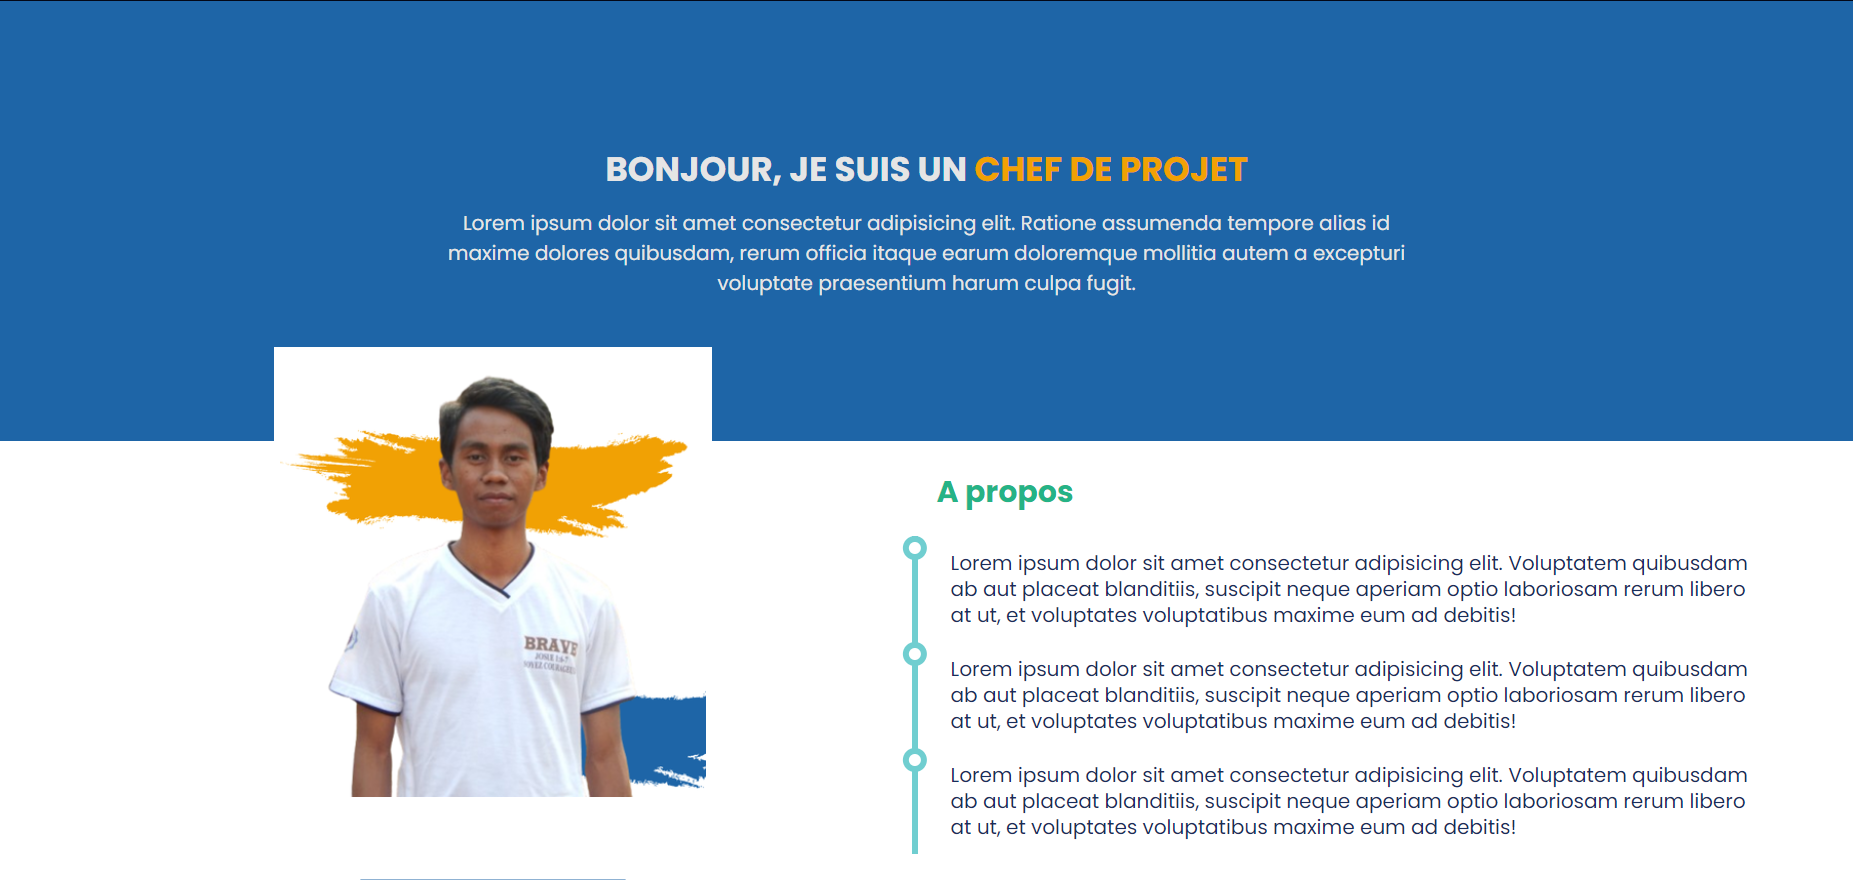 BONJOUR, JE SUIS UN CHEF DE PROJET
Lorem ipsum dolor sit amet consectetur adipisicing elit. Ratione assumenda tempore alias id
maxime dolores quibusdam, rerum officia itaque earum doloremque mollitia autem a excepturi
voluptate praesentium harum culpa fugit.
BRAVE
A propos
Lorem ipsum dolor sit amet consectetur adipisicing elit. Voluptatem quibusdam
ab aut placeat blanditiis, suscipit neque aperiam optio laboriosam rerum libero
at ut, et voluptates voluptatibus maxime eum ad debitis!
Lorem ipsum dolor sit amet consectetur adipisicing elit. Voluptatem quibusdam
ab aut placeat blanditiis, suscipit neque aperiam optio laboriosam rerum libero
at ut, et voluptates voluptatibus maxime eum ad debitis!
Lorem ipsum dolor sit amet consectetur adipisicing elit. Voluptatem quibusdam
ab aut placeat blanditiis, suscipit neque aperiam optio laboriosam rerum libero
at ut, et voluptates voluptatibus maxime eum ad debitis!